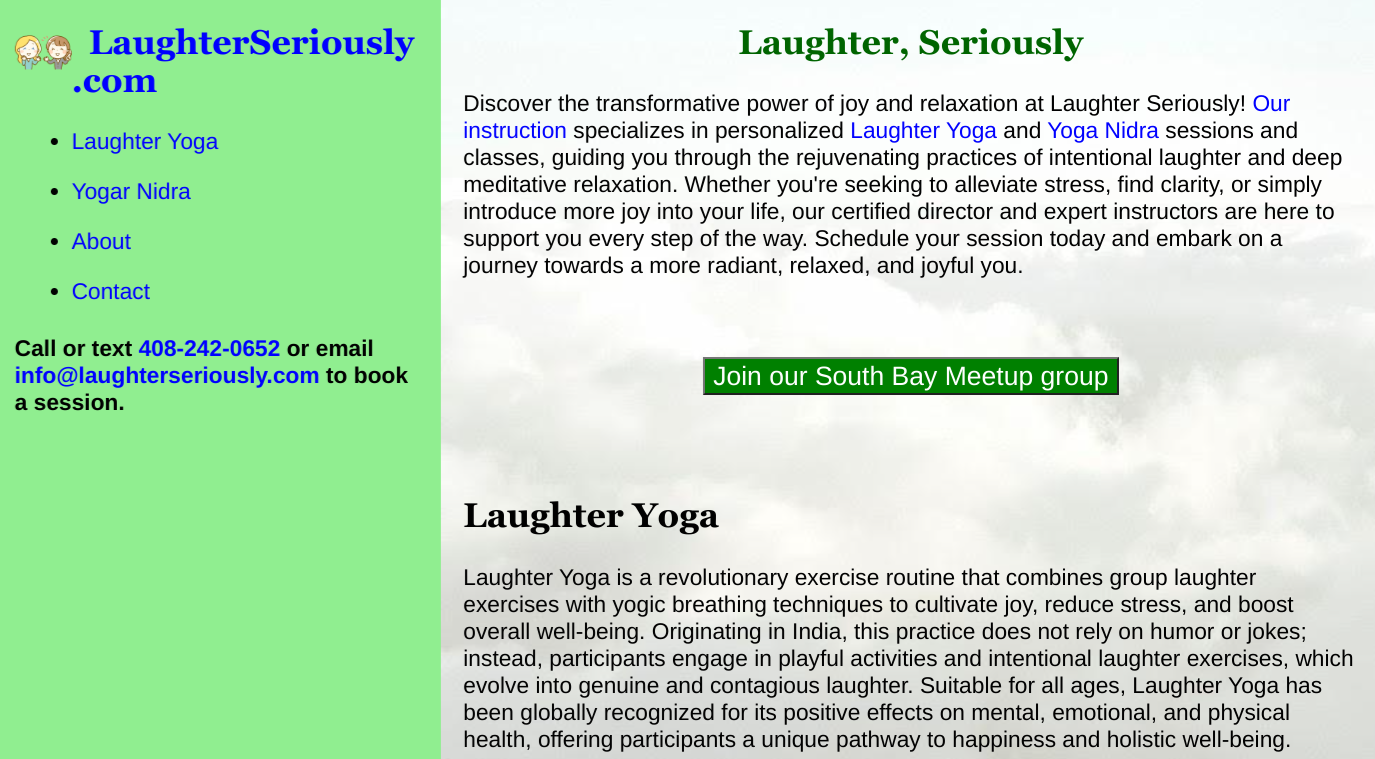 LaughterSeriously
.com
Laughter Yoga
Yogar Nidra
About
Contact
Call or text 408-242-0652 or email
info@laughterseriously.com to book
a session.
Laughter, Seriously
Discover the transformative power of joy and relaxation at Laughter Seriously! Our
instruction specializes in personalized Laughter Yoga and Yoga Nidra sessions and
classes, guiding you through the rejuvenating practices of intentional laughter and deep
meditative relaxation. Whether you're seeking to alleviate stress, find clarity, or simply
introduce more joy into your life, our certified director and expert instructors are here to
support you every step of the way. Schedule your session today and embark on a
journey towards a more radiant, relaxed, and joyful you.
Join our South Bay Meetup group
Laughter Yoga
Laughter Yoga is a revolutionary exercise routine that combines group laughter
exercises with yogic breathing techniques to cultivate joy, reduce stress, and boost
overall well-being. Originating in India, this practice does not rely on humor or jokes;
instead, participants engage in playful activities and intentional laughter exercises, which
evolve into genuine and contagious laughter. Suitable for all ages, Laughter Yoga has
been globally recognized for its positive effects on mental, emotional, and physical
health, offering participants a unique pathway to happiness and holistic well-being.